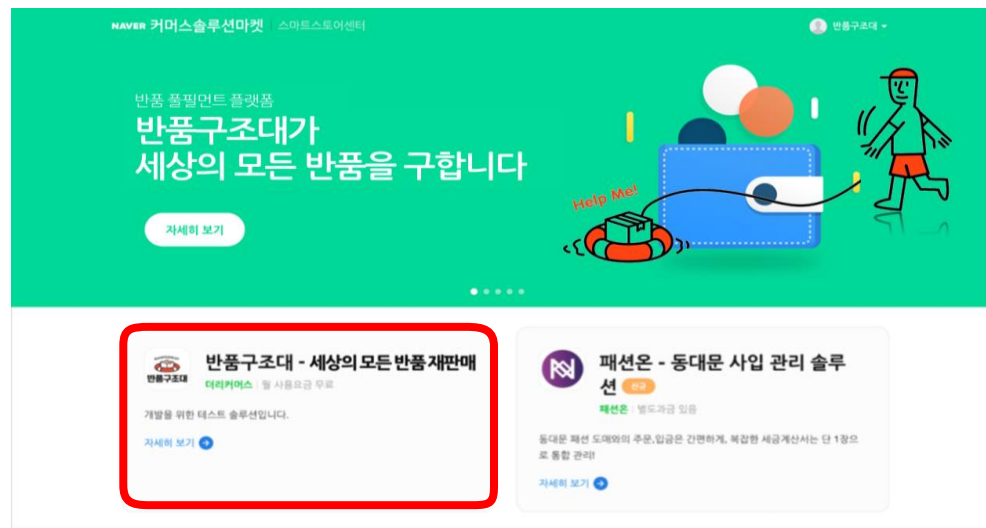 NAVER 커머스솔루션마켓 | 스마트스토어센터
반품구조대
반품 풀필먼트 플랫폼
반품구조대가
세상의 모든 반품을 구합니다
자세히 보기
Help Me!
반품구조대
반품구조대 - 세상의 모든 반품 재판매
더리커머스 | 월 사용요금 무료
개발을 위한 테스트 솔루션입니다.
자세히 보기
패션온 - 동대문 사입 관리 솔루
션 신규
패션온 | 별도과금 있음
동대문 패션 도매와의 주문,입금은 간편하게, 복잡한 세금계산서는 단 1장으
로 통합 관리!
자세히 보기